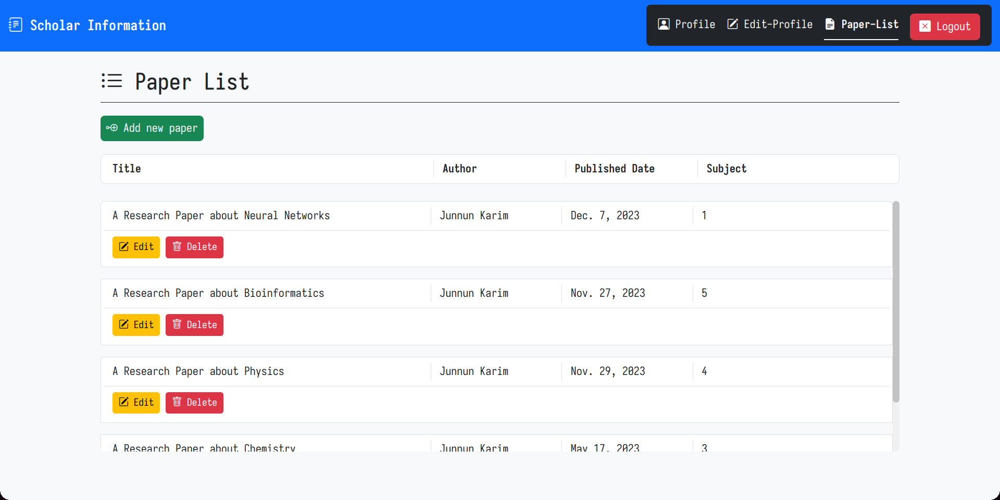 Scholar Information
Profile Edit-Profile Paper-List Logout
Paper List
Add new paper
Title Author Published Date Subject
A Research Paper about Neural Networks Junnun Karim Dec. 7, 2023 1
Edit Delete
A Research Paper about Bioinformatics Junnun Karim Nov. 27, 2023 5
Edit Delete
A Research Paper about Physics Junnun Karim Nov. 29, 2023 4
Edit Delete
A Research Paper about Chemistry Junnun Karim May 17, 2023 3